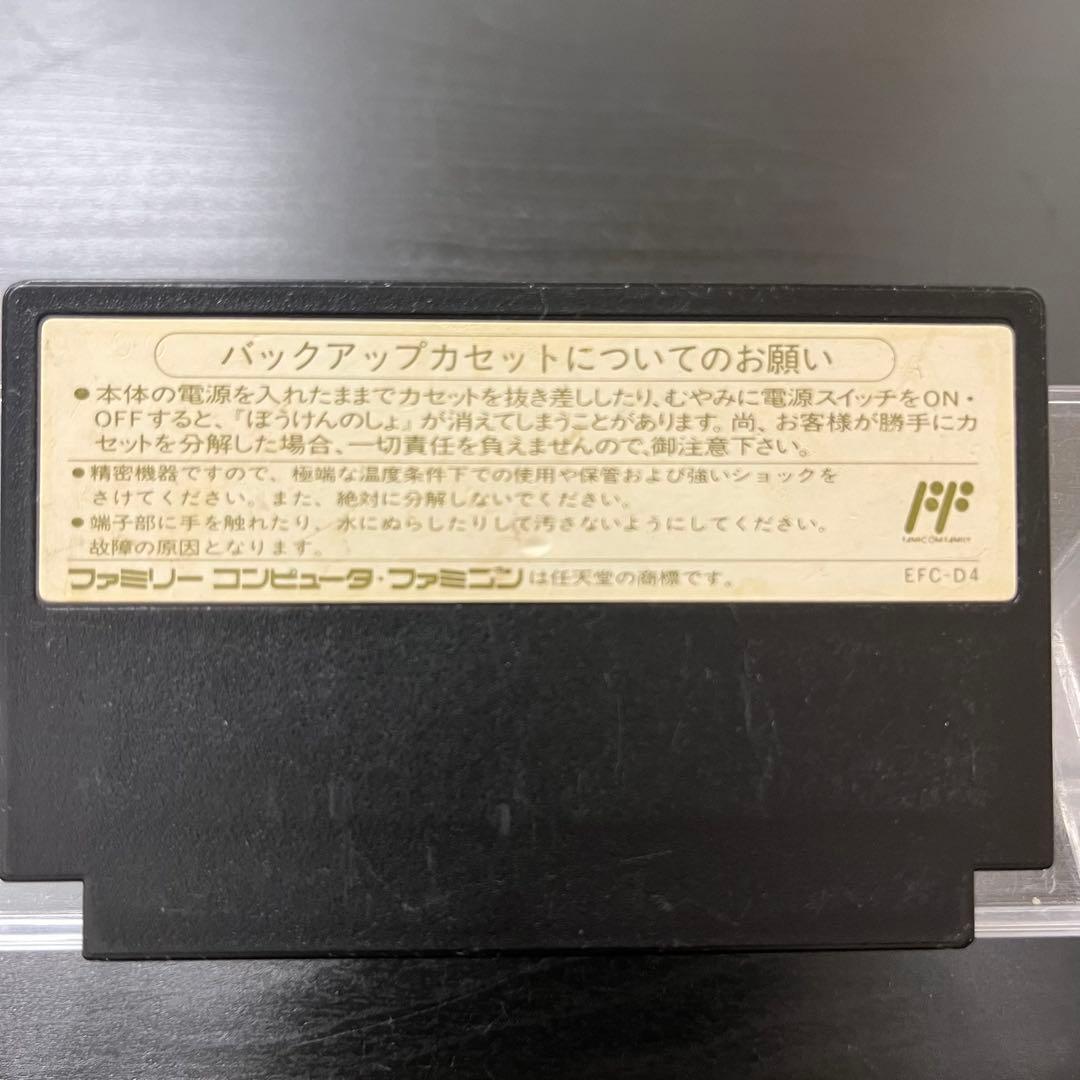 バックアップカセットについてのお願い
●本体の電源を入れたままでカセットを抜き差ししたり、むやみに電源スイッチをON・
OFFすると、『ぼうけんのしょ』が消えてしまうことがあります。尚、お客様が勝手にカ
セットを分解した場合、一切責任を負えませんので、御注意下さい。
●精密機器ですので、極端な温度条件下での使用や保管および強いショックを
さけてください。また、絶対に分解しないでください。
●端子部に手を触れたり、水にぬらしたりして汚さないようにしてください。
故障の原因となります。
FF
FAMICOM FAMILY
ファミリー コンピュータ・ファミコンは任天堂の商標です。
EFC-D4